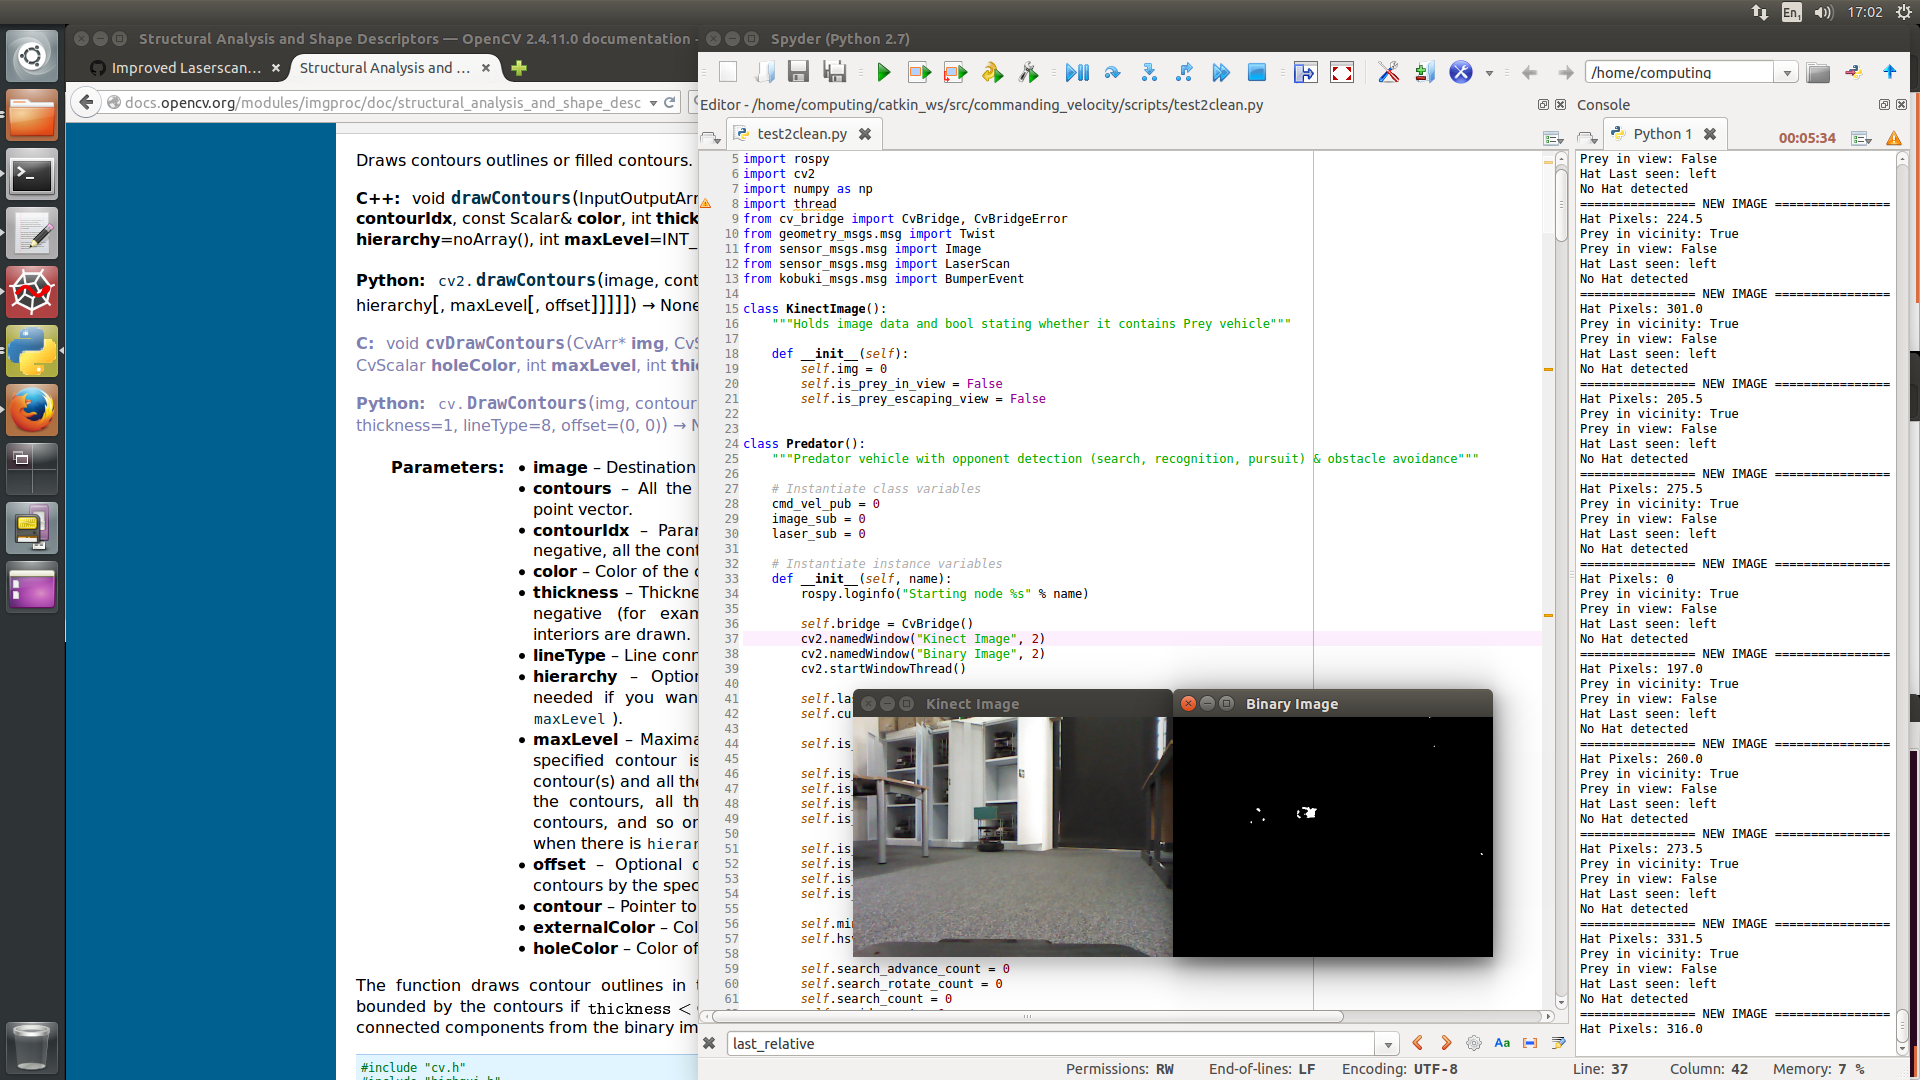 En
17:02
Structural Analysis and Shape Descriptors — OpenCV 2.4.11.0 documentation -
Improved Laserscan...
Structural Analysis and ...
docs.opencv.org/modules/imgproc/doc/structural_analysis_and_shape_desc
Draws contours outlines or filled contours.
C++: void drawContours(InputOutputArr
contourIdx, const Scalar& color, int thick
hierarchy=noArray(), int maxLevel=INT_
Python: cv2.drawContours(image, cont
hierarchy[, maxLevel[, offset]]]]]) → None
C: void cvDrawContours(CvArr* img, CvS
CvScalar holeColor, int maxLevel, int thi
Python: cv.DrawContours(img, contour
thickness=1, lineType=8, offset=(0, 0)) → N
Parameters:
• image – Destination
• contours – All the
point vector.
• contourIdx – Paran
negative, all the cont
• color – Color of the c
• thickness – Thickne
negative (for exam
interiors are drawn.
• lineType – Line conn
• hierarchy – Option
needed if you wan
maxLevel ).
• maxLevel – Maxima
specified contour is
contour(s) and all the
the contours, all th
contours, and so on
when there is hierar
• offset – Optional c
contours by the spec
• contour – Pointer to
• externalColor – Col
• holeColor – Color of
The function draws contour outlines in t
bounded by the contours if thickness <
connected components from the binary im
#include "cv.h"
#include "highgui.h"
Spyder (Python 2.7)
/home/computing
Editor - /home/computing/catkin_ws/src/commanding_velocity/scripts/test2clean.py
test2clean.py
5 import rospy
6 import cv2
7 import numpy as np
8 import thread
9 from cv_bridge import CvBridge, CvBridgeError
10 from geometry_msgs.msg import Twist
11 from sensor_msgs.msg import Image
12 from sensor_msgs.msg import LaserScan
13 from kobuki_msgs.msg import BumperEvent
14
15 class KinectImage():
16 """Holds image data and bool stating whether it contains Prey vehicle"""
17
18 def __init__(self):
19 self.img = 0
20 self.is_prey_in_view = False
21 self.is_prey_escaping_view = False
22
23
24 class Predator():
25 """Predator vehicle with opponent detection (search, recognition, pursuit) & obstacle avoidance"""
26
27 # Instantiate class variables
28 cmd_vel_pub = 0
29 image_sub = 0
30 laser_sub = 0
31
32 # Instantiate instance variables
33 def __init__(self, name):
34 rospy.loginfo("Starting node %s" % name)
35
36 self.bridge = CvBridge()
37 cv2.namedWindow("Kinect Image", 2)
38 cv2.namedWindow("Binary Image", 2)
39 cv2.startWindowThread()
40
41 self.la
42 self.cu
43
44 self.is_
45
46 self.is_
47 self.is_
48 self.is_
49 self.is_
50
51 self.is_
52 self.is_
53 self.is_
54 self.is_
55
56 self.mi
57 self.hs
58
59 self.search_advance_count = 0
60 self.search_rotate_count = 0
61 self.search_count = 0
Kinect Image
Binary Image
last_relative
Aa
Console
Python 1
00:05:34
Prey in view: False
Hat Last seen: left
No Hat detected
================ NEW IMAGE ================
Hat Pixels: 224.5
Prey in vicinity: True
Prey in view: False
Hat Last seen: left
No Hat detected
================ NEW IMAGE ================
Hat Pixels: 301.0
Prey in vicinity: True
Prey in view: False
Hat Last seen: left
No Hat detected
================ NEW IMAGE ================
Hat Pixels: 205.5
Prey in vicinity: True
Prey in view: False
Hat Last seen: left
No Hat detected
================ NEW IMAGE ================
Hat Pixels: 275.5
Prey in vicinity: True
Prey in view: False
Hat Last seen: left
No Hat detected
================ NEW IMAGE ================
Hat Pixels: 0
Prey in vicinity: True
Prey in view: False
Hat Last seen: left
No Hat detected
================ NEW IMAGE ================
Hat Pixels: 197.0
Prey in vicinity: True
Prey in view: False
Hat Last seen: left
No Hat detected
================ NEW IMAGE ================
Hat Pixels: 260.0
Prey in vicinity: True
Prey in view: False
Hat Last seen: left
No Hat detected
================ NEW IMAGE ================
Hat Pixels: 273.5
Prey in vicinity: True
Prey in view: False
Hat Last seen: left
No Hat detected
================ NEW IMAGE ================
Hat Pixels: 331.5
Prey in vicinity: True
Prey in view: False
Hat Last seen: left
No Hat detected
================ NEW IMAGE ================
Hat Pixels: 316.0
Permissions: RW End-of-lines: LF Encoding: UTF-8 Line: 37 Column: 42 Memory: 7 %